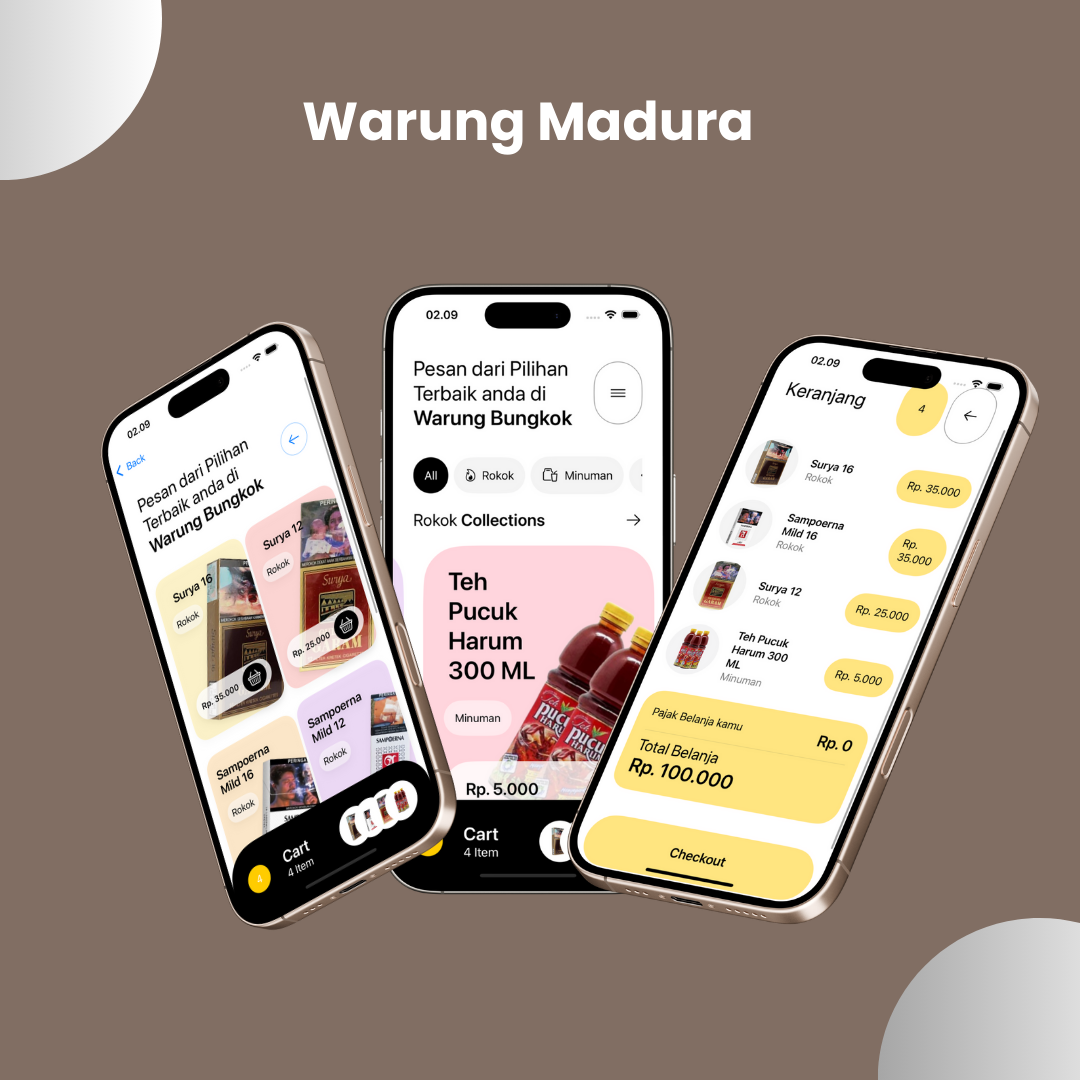 Warung Madura
02.09
Back
Pesan dari Pilihan
Terbaik anda di
Warung Bungkok
Surya 16
Rokok
Rp. 35.000
Surya 12
Rokok
Rp. 25.000
Surya
Sampoerna
Mild 16
Rokok
Sampoerna
Mild 12
Rokok
SAMPOERNA
4
Cart
4 Item
02.09
Pesan dari Pilihan
Terbaik anda di
Warung Bungkok
All
Rokok
Minuman
Rokok Collections
Teh
Pucuk
Harum
300 ML
Minuman
Rp. 5.000
Cart
4 Item
02.09
Keranjang
4
Surya 16
Rokok
Rp. 35.000
Sampoerna
Mild 16
Rokok
Rp.
35.000
Surya 12
Rokok
Rp. 25.000
Teh Pucuk
Harum 300
ML
Minuman
Rp. 5.000
Pajak Belanja kamu
Rp. 0
Total Belanja
Rp. 100.000
Checkout